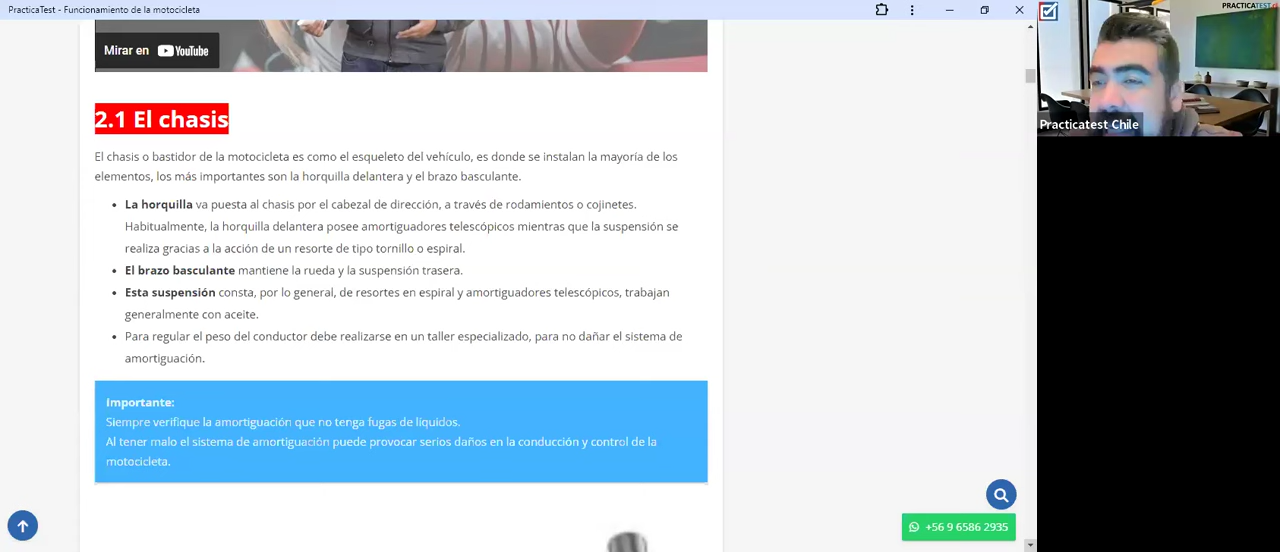 PracticaTest - Funcionamiento de la motocicleta
PRACTICATEST
Mirar en YouTube
Practicatest Chile
2.1 El chasis
El chasis o bastidor de la motocicleta es como el esqueleto del vehículo, es donde se instalan la mayoría de los
elementos, los más importantes son la horquilla delantera y el brazo basculante.
La horquilla va puesta al chasis por el cabezal de dirección, a través de rodamientos o cojinetes.
Habitualmente, la horquilla delantera posee amortiguadores telescópicos mientras que la suspensión se
realiza gracias a la acción de un resorte de tipo tornillo o espiral.
El brazo basculante mantiene la rueda y la suspensión trasera.
Esta suspensión consta, por lo general, de resortes en espiral y amortiguadores telescópicos, trabajan
generalmente con aceite.
Para regular el peso del conductor debe realizarse en un taller especializado, para no dañar el sistema de
amortiguación.
Importante:
Siempre verifique la amortiguación que no tenga fugas de líquidos.
Al tener malo el sistema de amortiguación puede provocar serios daños en la conducción y control de la
motocicleta.
+56 9 6586 2935